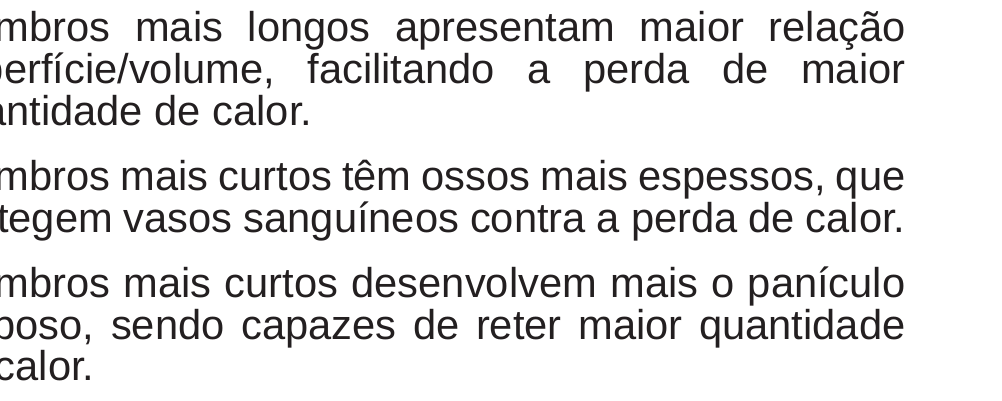 mbros mais longos apresentam maior relação
perfície/volume, facilitando a perda de maior
antidade de calor.
mbros mais curtos têm ossos mais espessos, que
tegem vasos sanguíneos contra a perda de calor.
mbros mais curtos desenvolvem mais o panículo
poso, sendo capazes de reter maior quantidade
calor.